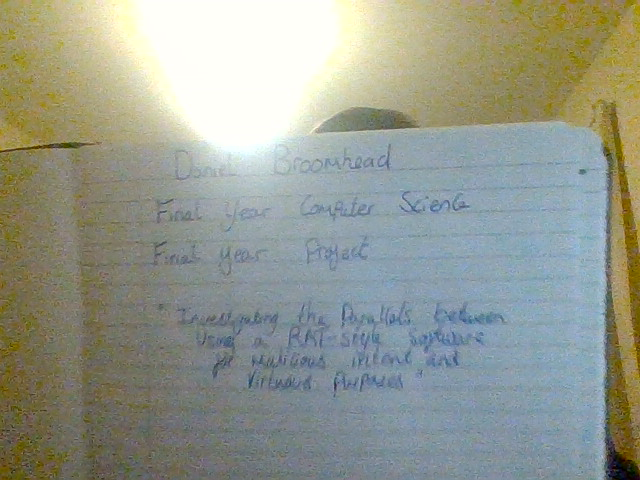 Daniel Broomhead
Final Year Computer Science
Final year Project
"Investigating the Parallels between
Using a RAT-style Software
for Malicious intent and
Virtuous purposes"